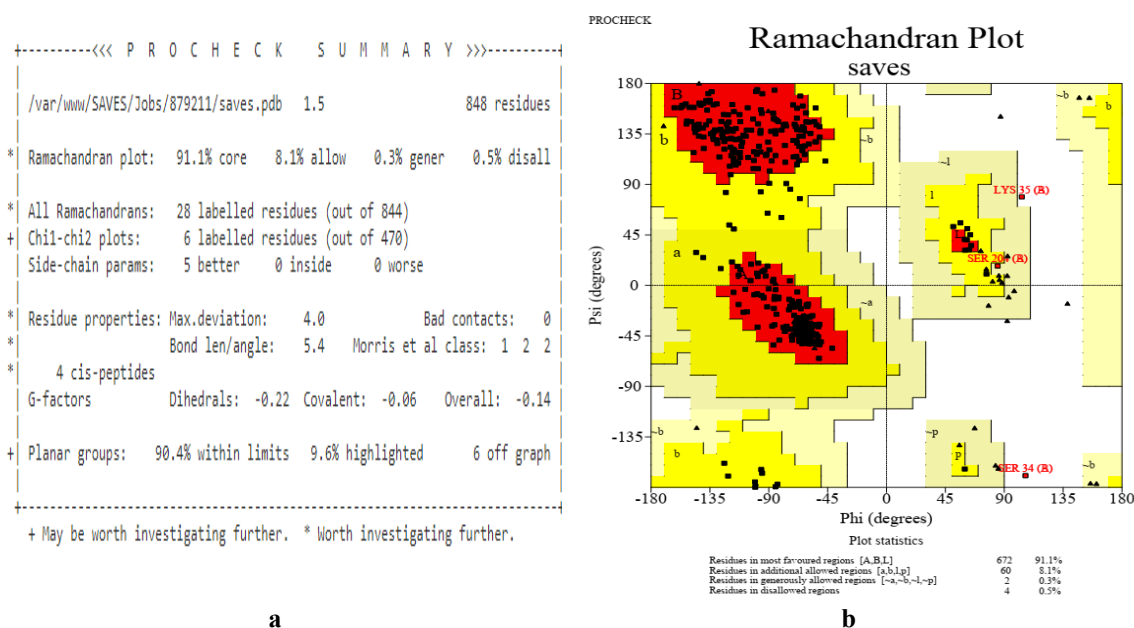 +----------<<< P R O C H E C K   S U M M A R Y >>>----------+
/var/www/SAVES/Jobs/879211/saves.pdb   1.5   848 residues
* Ramachandran plot:   91.1% core   8.1% allow   0.3% gener   0.5% disall
* All Ramachandrans:   28 labelled residues (out of 844)
+ Chi1-chi2 plots:   6 labelled residues (out of 470)
Side-chain params:   5 better   0 inside   0 worse
* Residue properties: Max.deviation:   4.0   Bad contacts:   0
* Bond len/angle:   5.4   Morris et al class:   1  2  2
* 4 cis-peptides
G-factors   Dihedrals:  -0.22  Covalent:  -0.06   Overall:  -0.14
+ Planar groups:   90.4% within limits   9.6% highlighted   6 off graph
+ May be worth investigating further.  * Worth investigating further.
a
PROCHECK
Ramachandran Plot
saves
180
135
90
45
0
-45
-90
-135
-180
Psi (degrees)
B
b
~b
~b
b
~l
l
LYS 35 (B)
L
a
A
~a
~b
b
~p
p
~b
SER 34 (B)
-180 -135 -90 -45 0 45 90 135 180
Phi (degrees)
Plot statistics
Residues in most favoured regions  [A,B,L]   672   91.1%
Residues in additional allowed regions  [a,b,l,p]   60   8.1%
Residues in generously allowed regions  [~a,~b,~l,~p]   2   0.3%
Residues in disallowed regions   4   0.5%
b